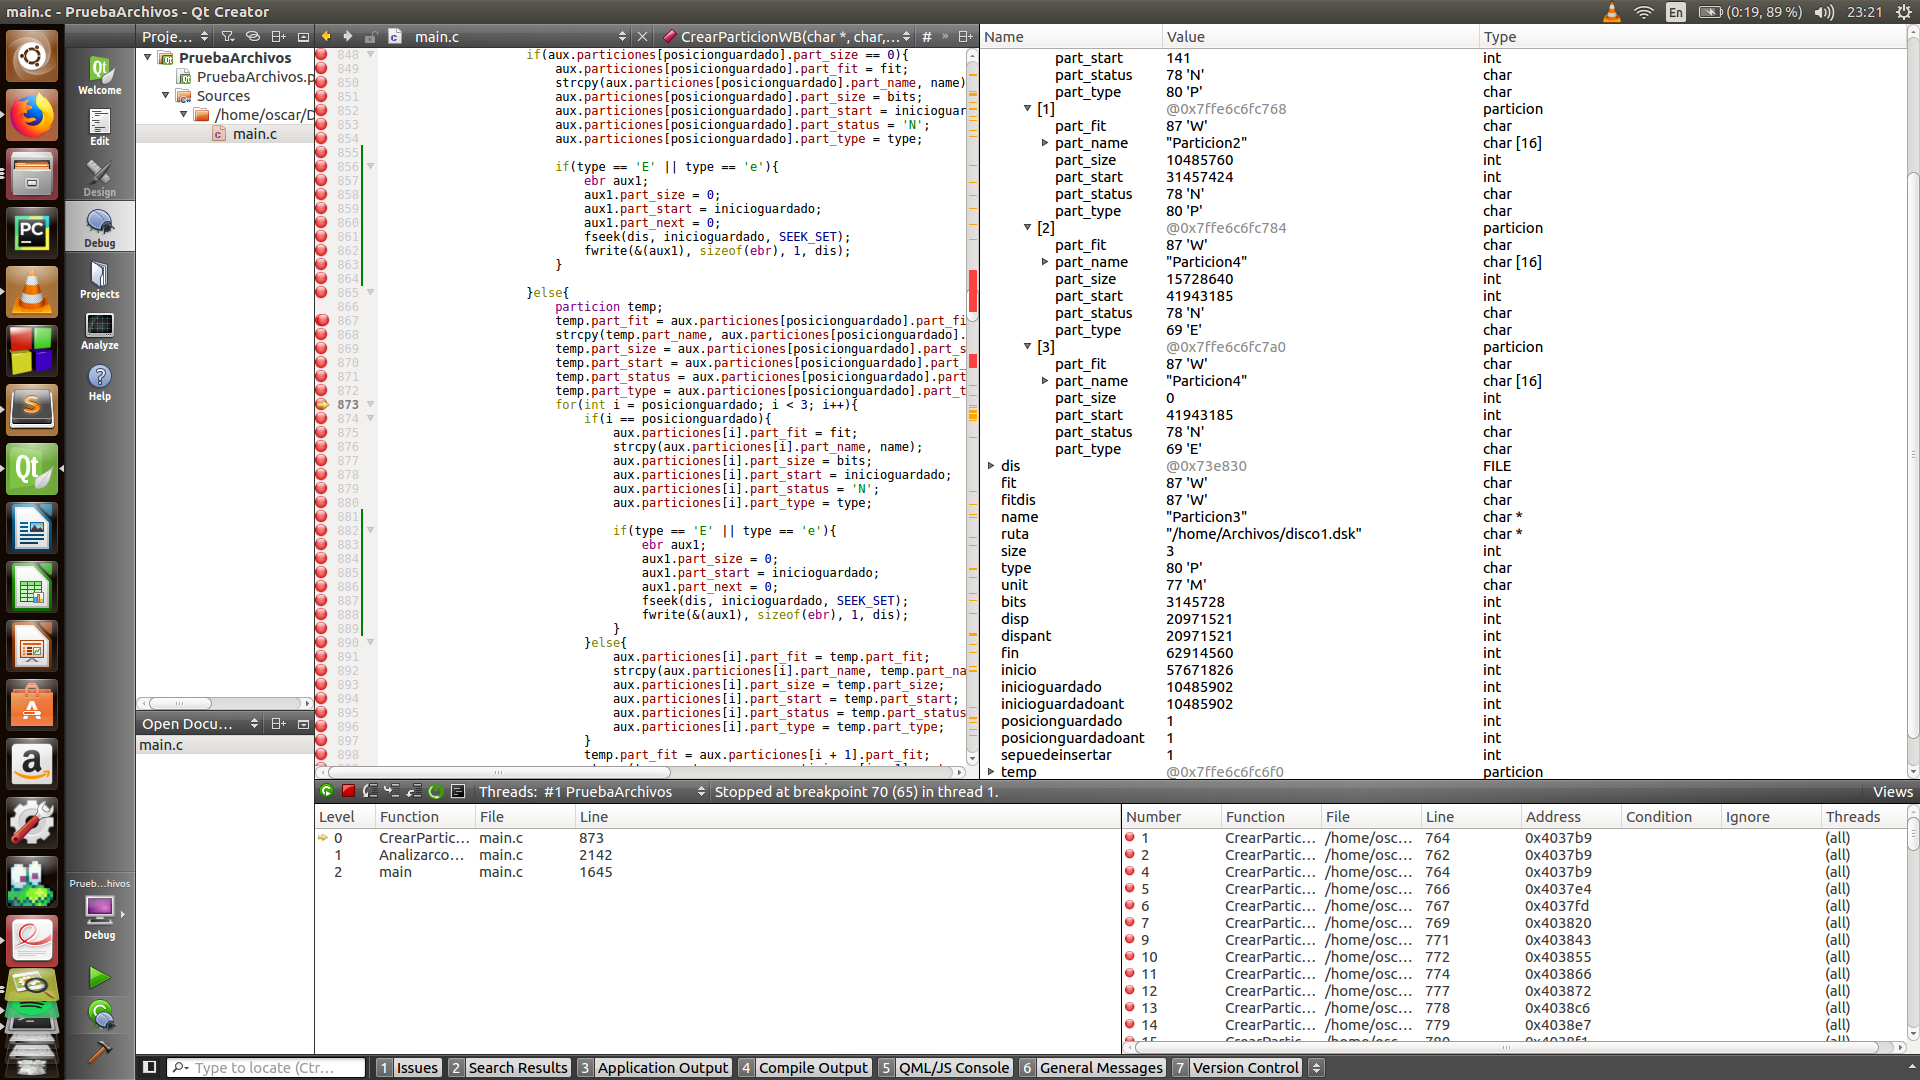 main.c - PruebaArchivos - Qt Creator
En
(0:19, 89 %)
23:21
Welcome
Edit
Design
Debug
Projects
Analyze
Help
Prueb...hivos
Debug
Proje...
PruebaArchivos
PruebaArchivos.p
Sources
/home/oscar/D
main.c
Open Docu...
main.c
main.c
CrearParticionWB(char *, char,...
#
»
848 if(aux.particiones[posicionguardado].part_size == 0){
849 aux.particiones[posicionguardado].part_fit = fit;
850 strcpy(aux.particiones[posicionguardado].part_name, name)
851 aux.particiones[posicionguardado].part_size = bits;
852 aux.particiones[posicionguardado].part_start = inicioguar
853 aux.particiones[posicionguardado].part_status = 'N';
854 aux.particiones[posicionguardado].part_type = type;
855
856 if(type == 'E' || type == 'e'){
857 ebr aux1;
858 aux1.part_size = 0;
859 aux1.part_start = inicioguardado;
860 aux1.part_next = 0;
861 fseek(dis, inicioguardado, SEEK_SET);
862 fwrite(&(aux1), sizeof(ebr), 1, dis);
863 }
864
865 }else{
866 particion temp;
867 temp.part_fit = aux.particiones[posicionguardado].part_fi
868 strcpy(temp.part_name, aux.particiones[posicionguardado].
869 temp.part_size = aux.particiones[posicionguardado].part_s
870 temp.part_start = aux.particiones[posicionguardado].part_
871 temp.part_status = aux.particiones[posicionguardado].part
872 temp.part_type = aux.particiones[posicionguardado].part_t
873 for(int i = posicionguardado; i < 3; i++){
874 if(i == posicionguardado){
875 aux.particiones[i].part_fit = fit;
876 strcpy(aux.particiones[i].part_name, name);
877 aux.particiones[i].part_size = bits;
878 aux.particiones[i].part_start = inicioguardado;
879 aux.particiones[i].part_status = 'N';
880 aux.particiones[i].part_type = type;
881
882 if(type == 'E' || type == 'e'){
883 ebr aux1;
884 aux1.part_size = 0;
885 aux1.part_start = inicioguardado;
886 aux1.part_next = 0;
887 fseek(dis, inicioguardado, SEEK_SET);
888 fwrite(&(aux1), sizeof(ebr), 1, dis);
889 }
890 }else{
891 aux.particiones[i].part_fit = temp.part_fit;
892 strcpy(aux.particiones[i].part_name, temp.part_na
893 aux.particiones[i].part_size = temp.part_size;
894 aux.particiones[i].part_start = temp.part_start;
895 aux.particiones[i].part_status = temp.part_status
896 aux.particiones[i].part_type = temp.part_type;
897 }
898 temp.part_fit = aux.particiones[i + 1].part_fit;
Name Value Type
part_start 141 int
part_status 78 'N' char
part_type 80 'P' char
[1] @0x7ffe6c6fc768 particion
part_fit 87 'W' char
part_name "Particion2" char [16]
part_size 10485760 int
part_start 31457424 int
part_status 78 'N' char
part_type 80 'P' char
[2] @0x7ffe6c6fc784 particion
part_fit 87 'W' char
part_name "Particion4" char [16]
part_size 15728640 int
part_start 41943185 int
part_status 78 'N' char
part_type 69 'E' char
[3] @0x7ffe6c6fc7a0 particion
part_fit 87 'W' char
part_name "Particion4" char [16]
part_size 0 int
part_start 41943185 int
part_status 78 'N' char
part_type 69 'E' char
dis @0x73e830 FILE
fit 87 'W' char
fitdis 87 'W' char
name "Particion3" char *
ruta "/home/Archivos/disco1.dsk" char *
size 3 int
type 80 'P' char
unit 77 'M' char
bits 3145728 int
disp 20971521 int
dispant 20971521 int
fin 62914560 int
inicio 57671826 int
inicioguardado 10485902 int
inicioguardadoant 10485902 int
posicionguardado 1 int
posicionguardadoant 1 int
sepuedeinsertar 1 int
temp @0x7ffe6c6fc6f0 particion
Threads: #1 PruebaArchivos Stopped at breakpoint 70 (65) in thread 1. Views
Level Function File Line
0 CrearPartic... main.c 873
1 Analizarco... main.c 2142
2 main main.c 1645
Number Function File Line Address Condition Ignore Threads
1 CrearPartic... /home/osc... 764 0x4037b9 (all)
2 CrearPartic... /home/osc... 762 0x4037b9 (all)
4 CrearPartic... /home/osc... 764 0x4037b9 (all)
5 CrearPartic... /home/osc... 766 0x4037e4 (all)
6 CrearPartic... /home/osc... 767 0x4037fd (all)
7 CrearPartic... /home/osc... 769 0x403820 (all)
9 CrearPartic... /home/osc... 771 0x403843 (all)
10 CrearPartic... /home/osc... 772 0x403855 (all)
11 CrearPartic... /home/osc... 774 0x403866 (all)
12 CrearPartic... /home/osc... 777 0x403872 (all)
13 CrearPartic... /home/osc... 778 0x4038c6 (all)
14 CrearPartic... /home/osc... 779 0x4038e7 (all)
Type to locate (Ctr...
1 Issues
2 Search Results
3 Application Output
4 Compile Output
5 QML/JS Console
6 General Messages
7 Version Control